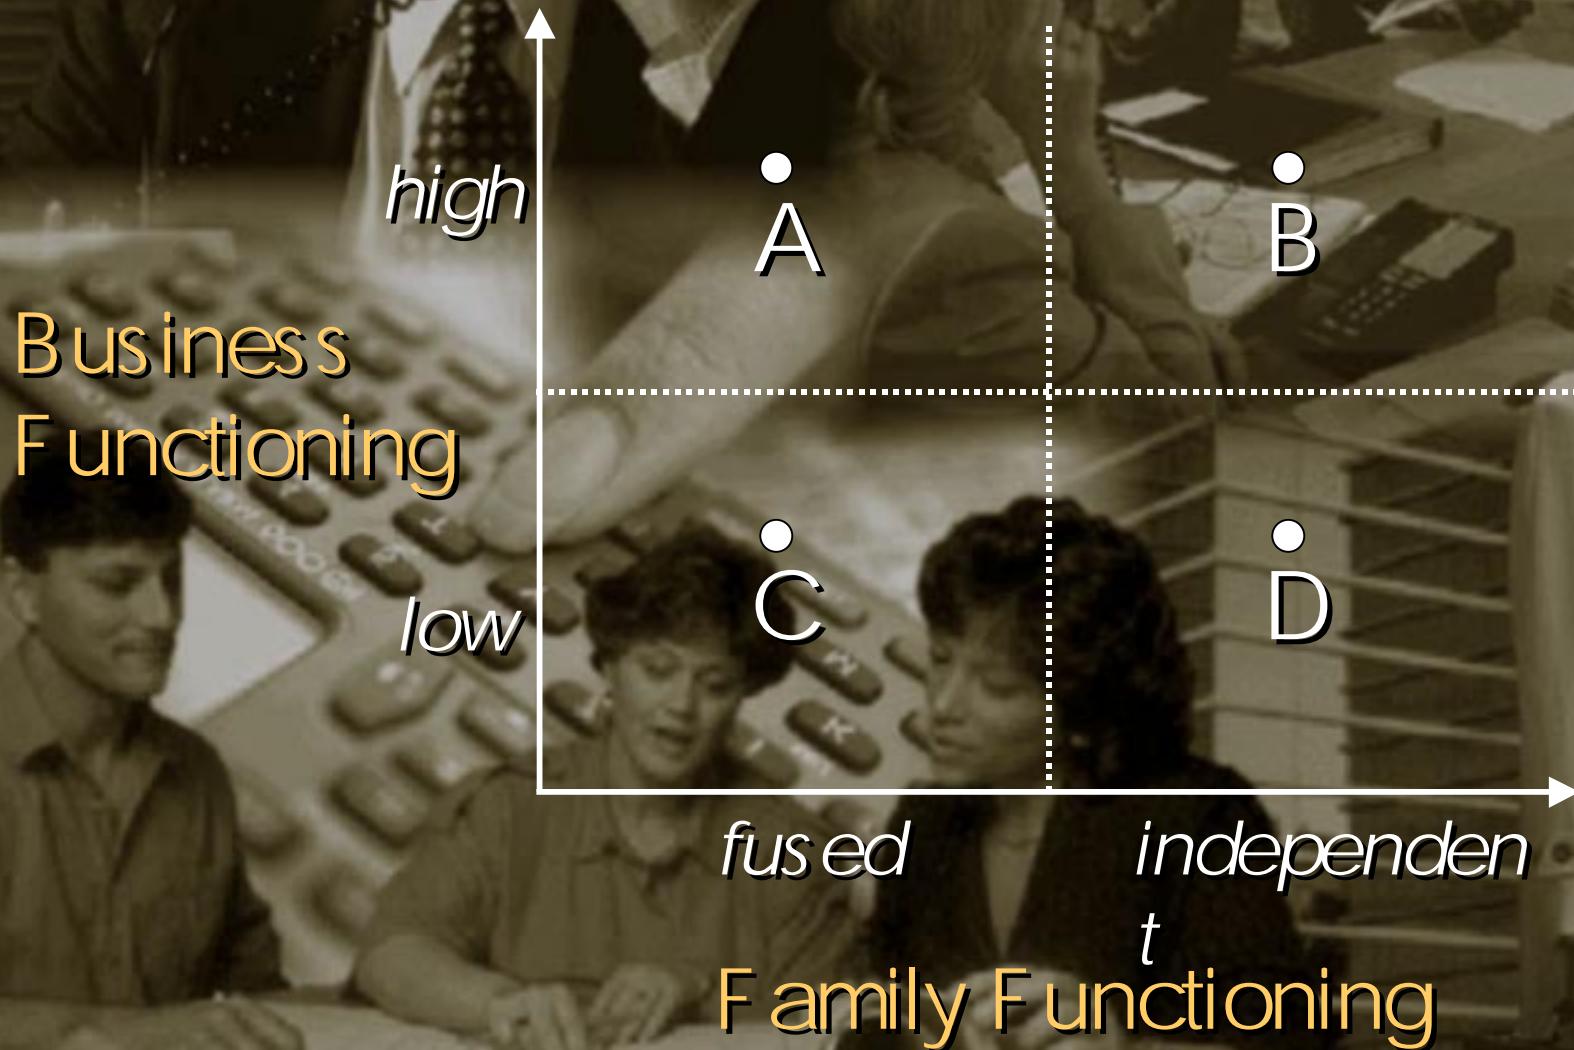 high
A
B
Business
Functioning
low
C
D
fused
independen
t
Family Functioning